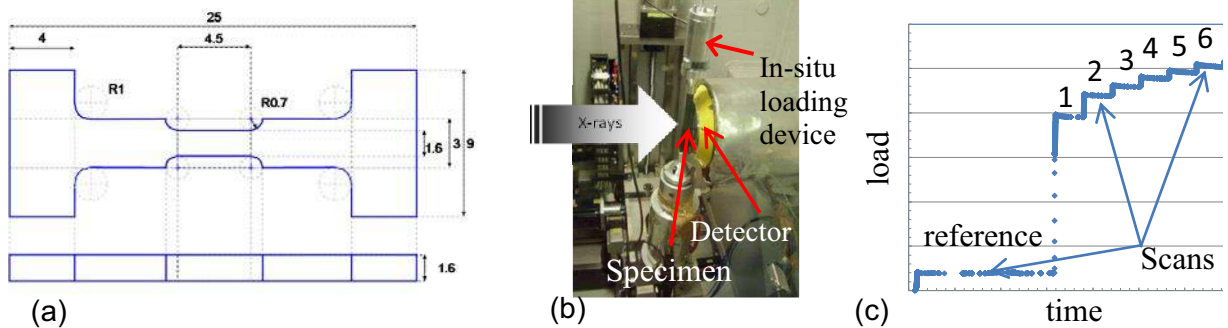 25
4
4.5
R1
R0.7
1.6
3
9
1.6
(a)
X-rays
In-situ
loading
device
Detector
Specimen
(b)
load
1
2
3
4
5
6
reference
Scans
time
(c)